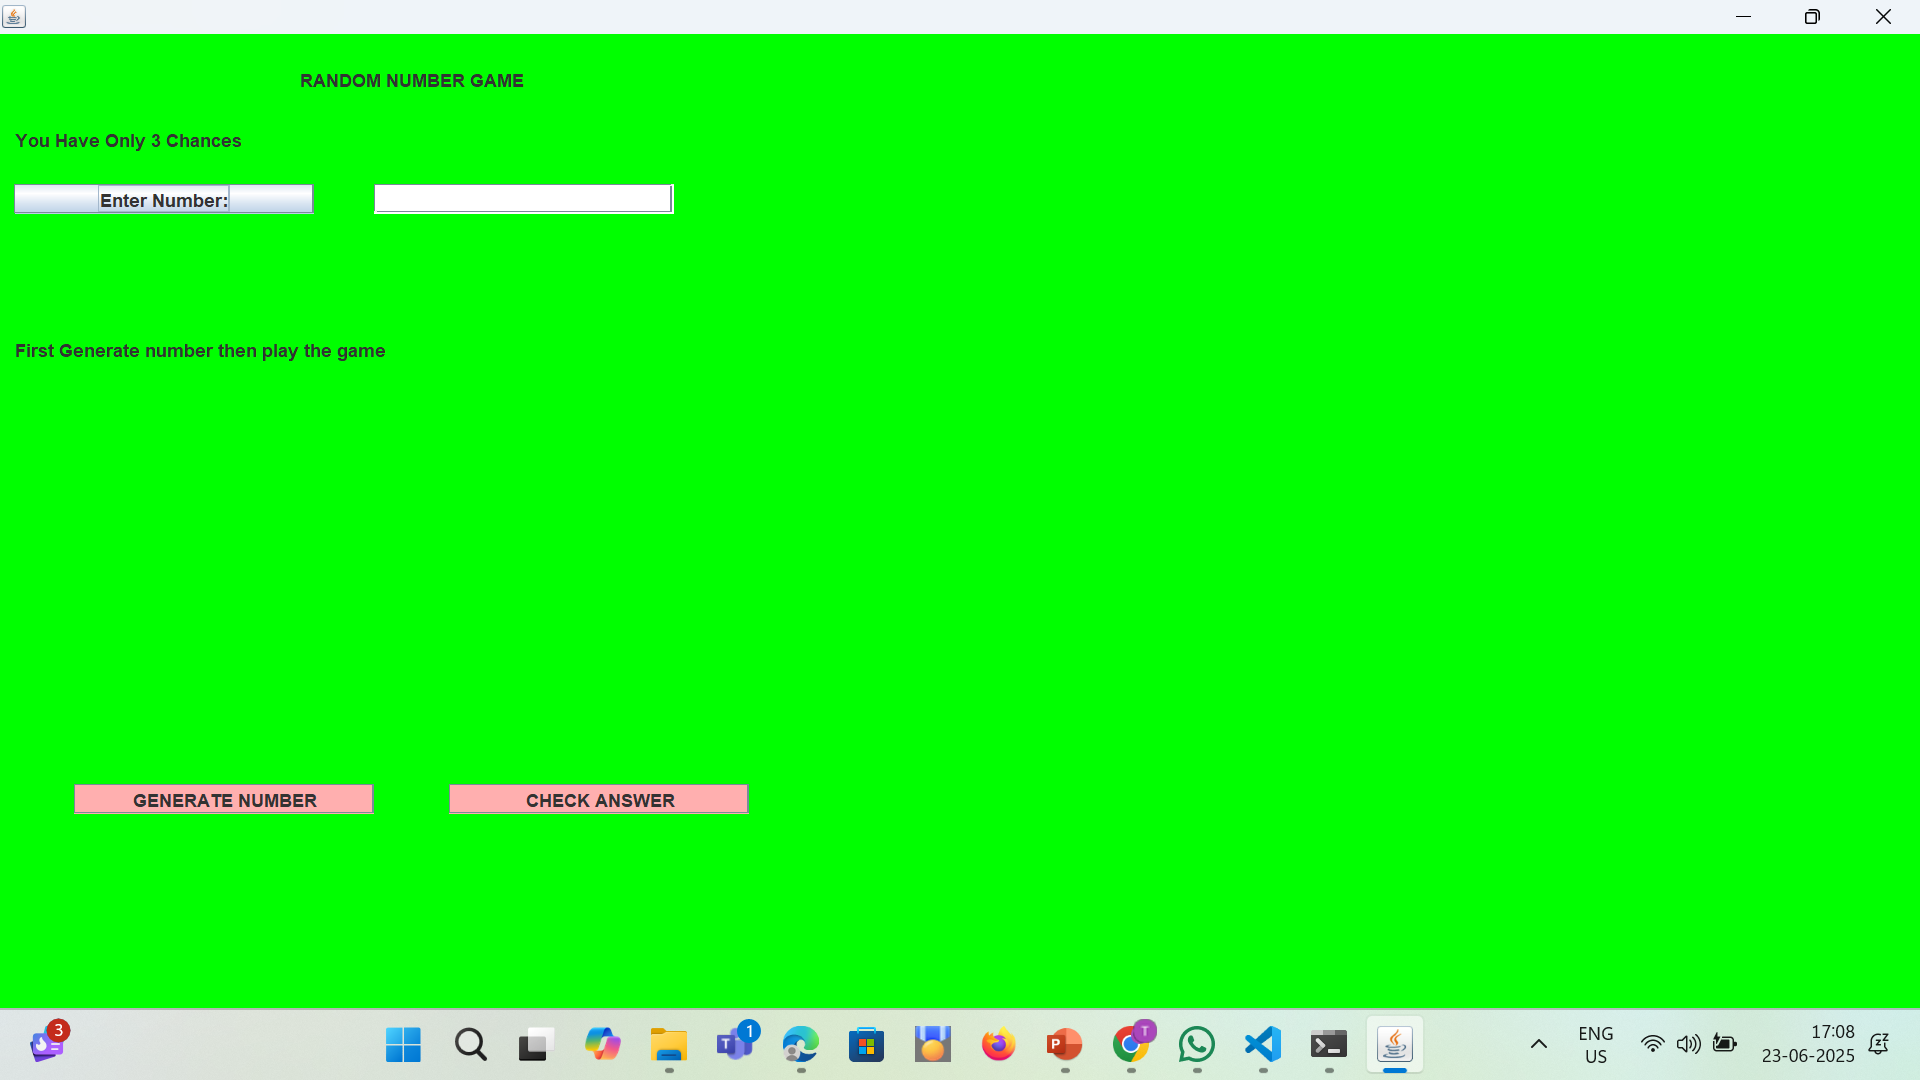 RANDOM NUMBER GAME
You Have Only 3 Chances
Enter Number:
First Generate number then play the game
GENERATE NUMBER CHECK ANSWER
3
1
T
P
T
ENG
US
17:08
23-06-2025